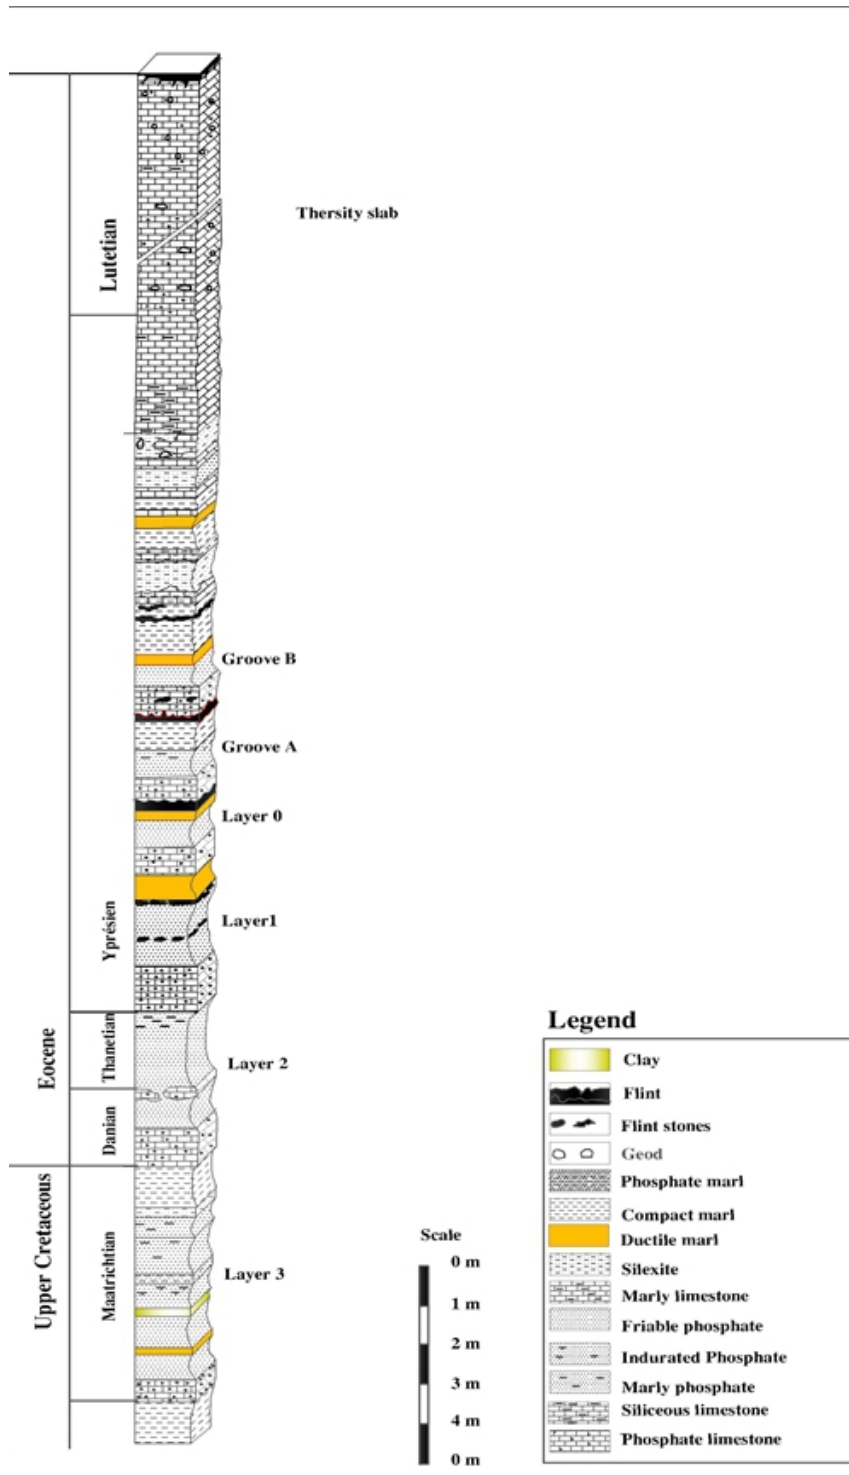 Thersity slab
Lutetian
Groove B
Groove A
Layer 0
Layer1
Yprésien
Thanetian
Layer 2
Eocene
Danian
Upper Cretaceous
Maatrichtian
Layer 3
Scale
0 m
1 m
2 m
3 m
4 m
0 m
Legend
Clay
Flint
Flint stones
Geod
Phosphate marl
Compact marl
Ductile marl
Silexite
Marly limestone
Friable phosphate
Indurated Phosphate
Marly phosphate
Siliceous limestone
Phosphate limestone